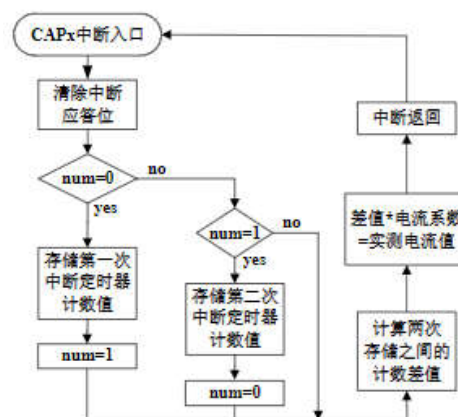 CAPx中断入口
清除中断
应答位
num=0
no
yes
存储第一次
中断定时器
计数值
num=1
num=1
no
yes
存储第二次
中断定时器
计数值
num=0
中断返回
差值*电流系数
=实测电流值
计算两次
存储之间的
计数差值